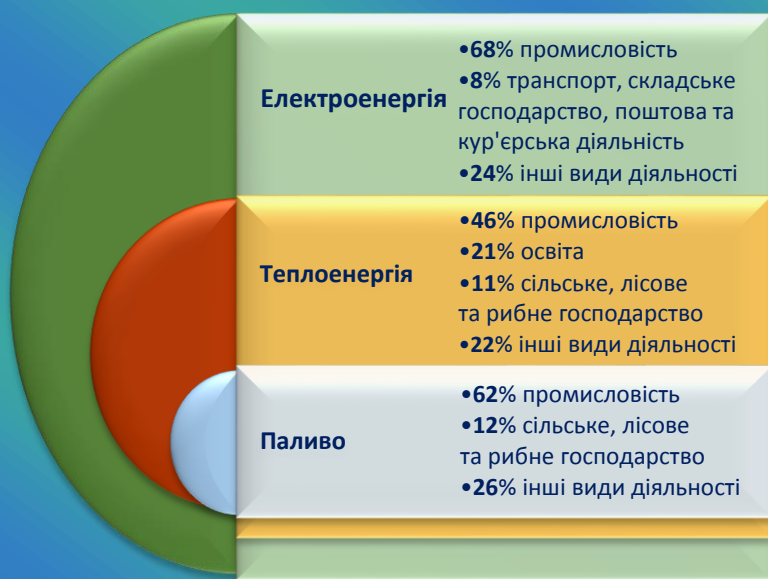 Електроенергія
•68% промисловість
•8% транспорт, складське
господарство, поштова та
кур'єрська діяльність
•24% інші види діяльності
Теплоенергія
•46% промисловість
•21% освіта
•11% сільське, лісове
та рибне господарство
•22% інші види діяльності
Паливо
•62% промисловість
•12% сільське, лісове
та рибне господарство
•26% інші види діяльності